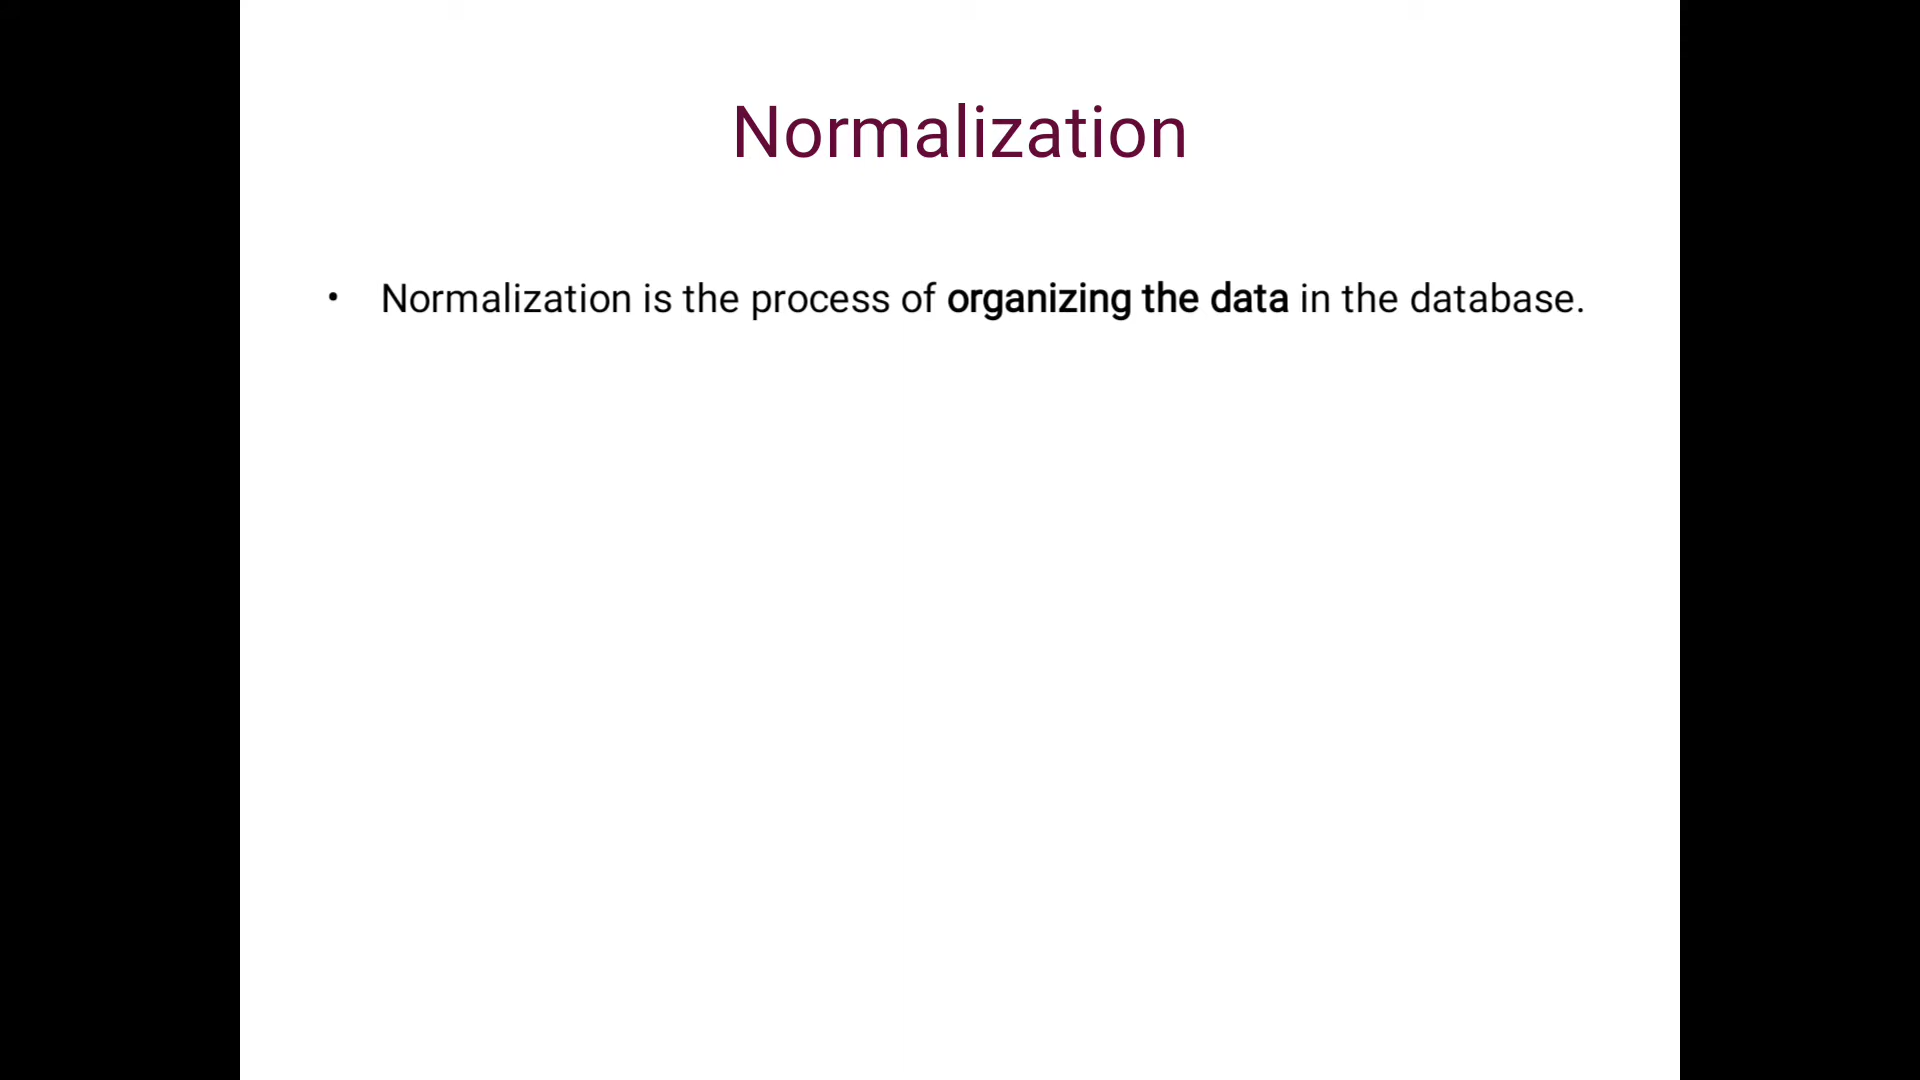 Normalization
• Normalization is the process of organizing the data in the database.